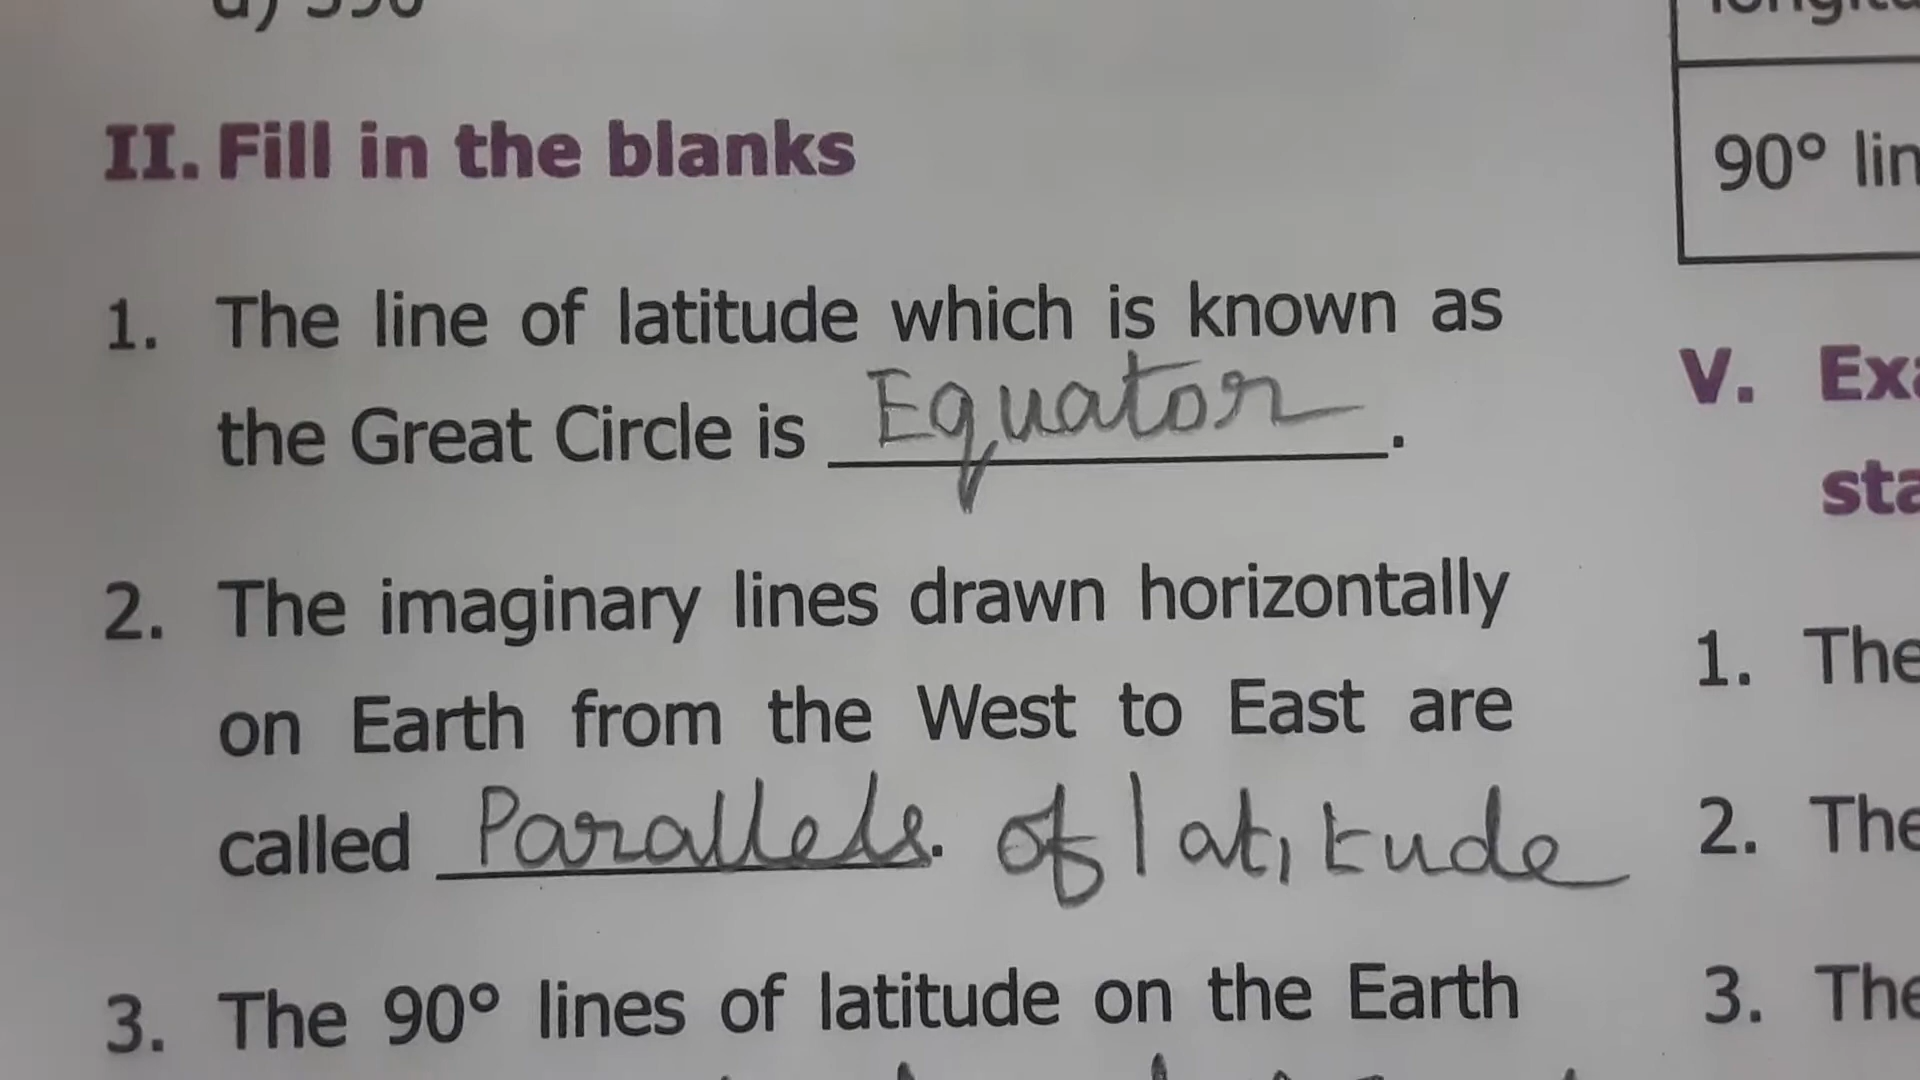 II. Fill in the blanks
1. The line of latitude which is known as
the Great Circle is Equator.
2. The imaginary lines drawn horizontally
on Earth from the West to East are
called Parallels. of latitude
3. The 90° lines of latitude on the Earth
90° lin
V. Exa
sta
1. The
2. The
3. The